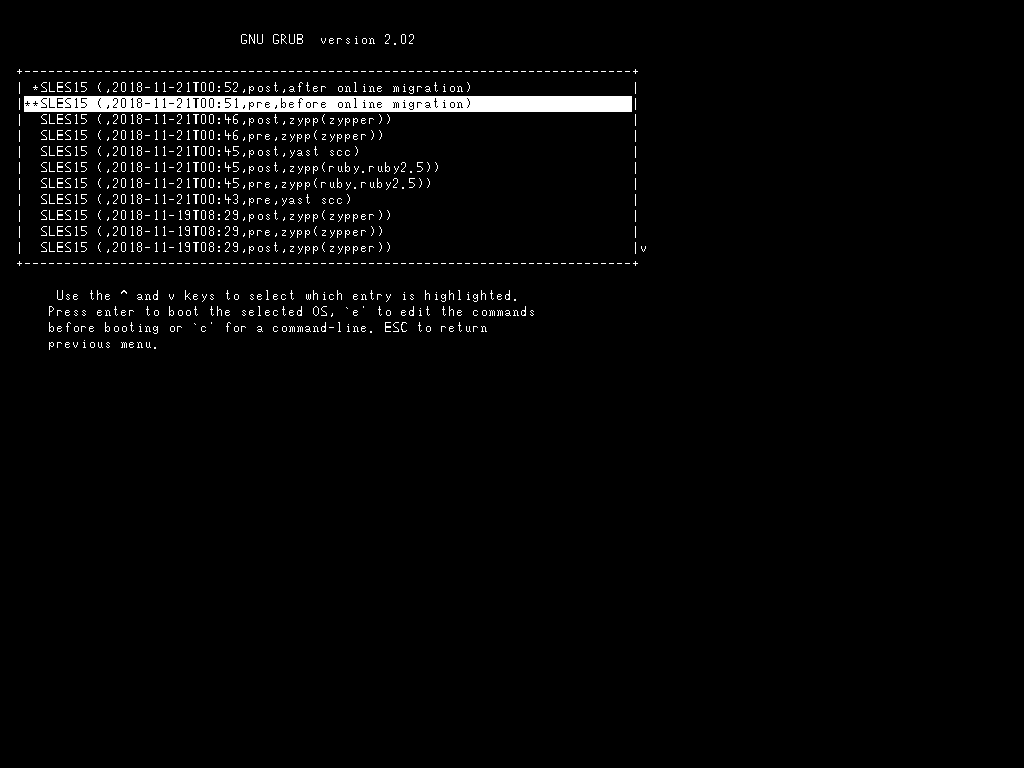 GNU GRUB  version 2.02
+----------------------------------------------------------------------------+
| *SLES15 (,2018-11-21T00:52,post,after online migration)                    |
|**SLES15 (,2018-11-21T00:51,pre,before online migration)                    |
|  SLES15 (,2018-11-21T00:46,post,zypp(zypper))                              |
|  SLES15 (,2018-11-21T00:46,pre,zypp(zypper))                               |
|  SLES15 (,2018-11-21T00:45,post,yast scc)                                  |
|  SLES15 (,2018-11-21T00:45,post,zypp(ruby.ruby2.5))                        |
|  SLES15 (,2018-11-21T00:45,pre,zypp(ruby.ruby2.5))                         |
|  SLES15 (,2018-11-21T00:43,pre,yast scc)                                   |
|  SLES15 (,2018-11-19T08:29,post,zypp(zypper))                              |
|  SLES15 (,2018-11-19T08:29,pre,zypp(zypper))                               |
|  SLES15 (,2018-11-19T08:29,post,zypp(zypper))                              |v
+----------------------------------------------------------------------------+
Use the ^ and v keys to select which entry is highlighted.
Press enter to boot the selected OS, `e' to edit the commands
before booting or `c' for a command-line. ESC to return
previous menu.